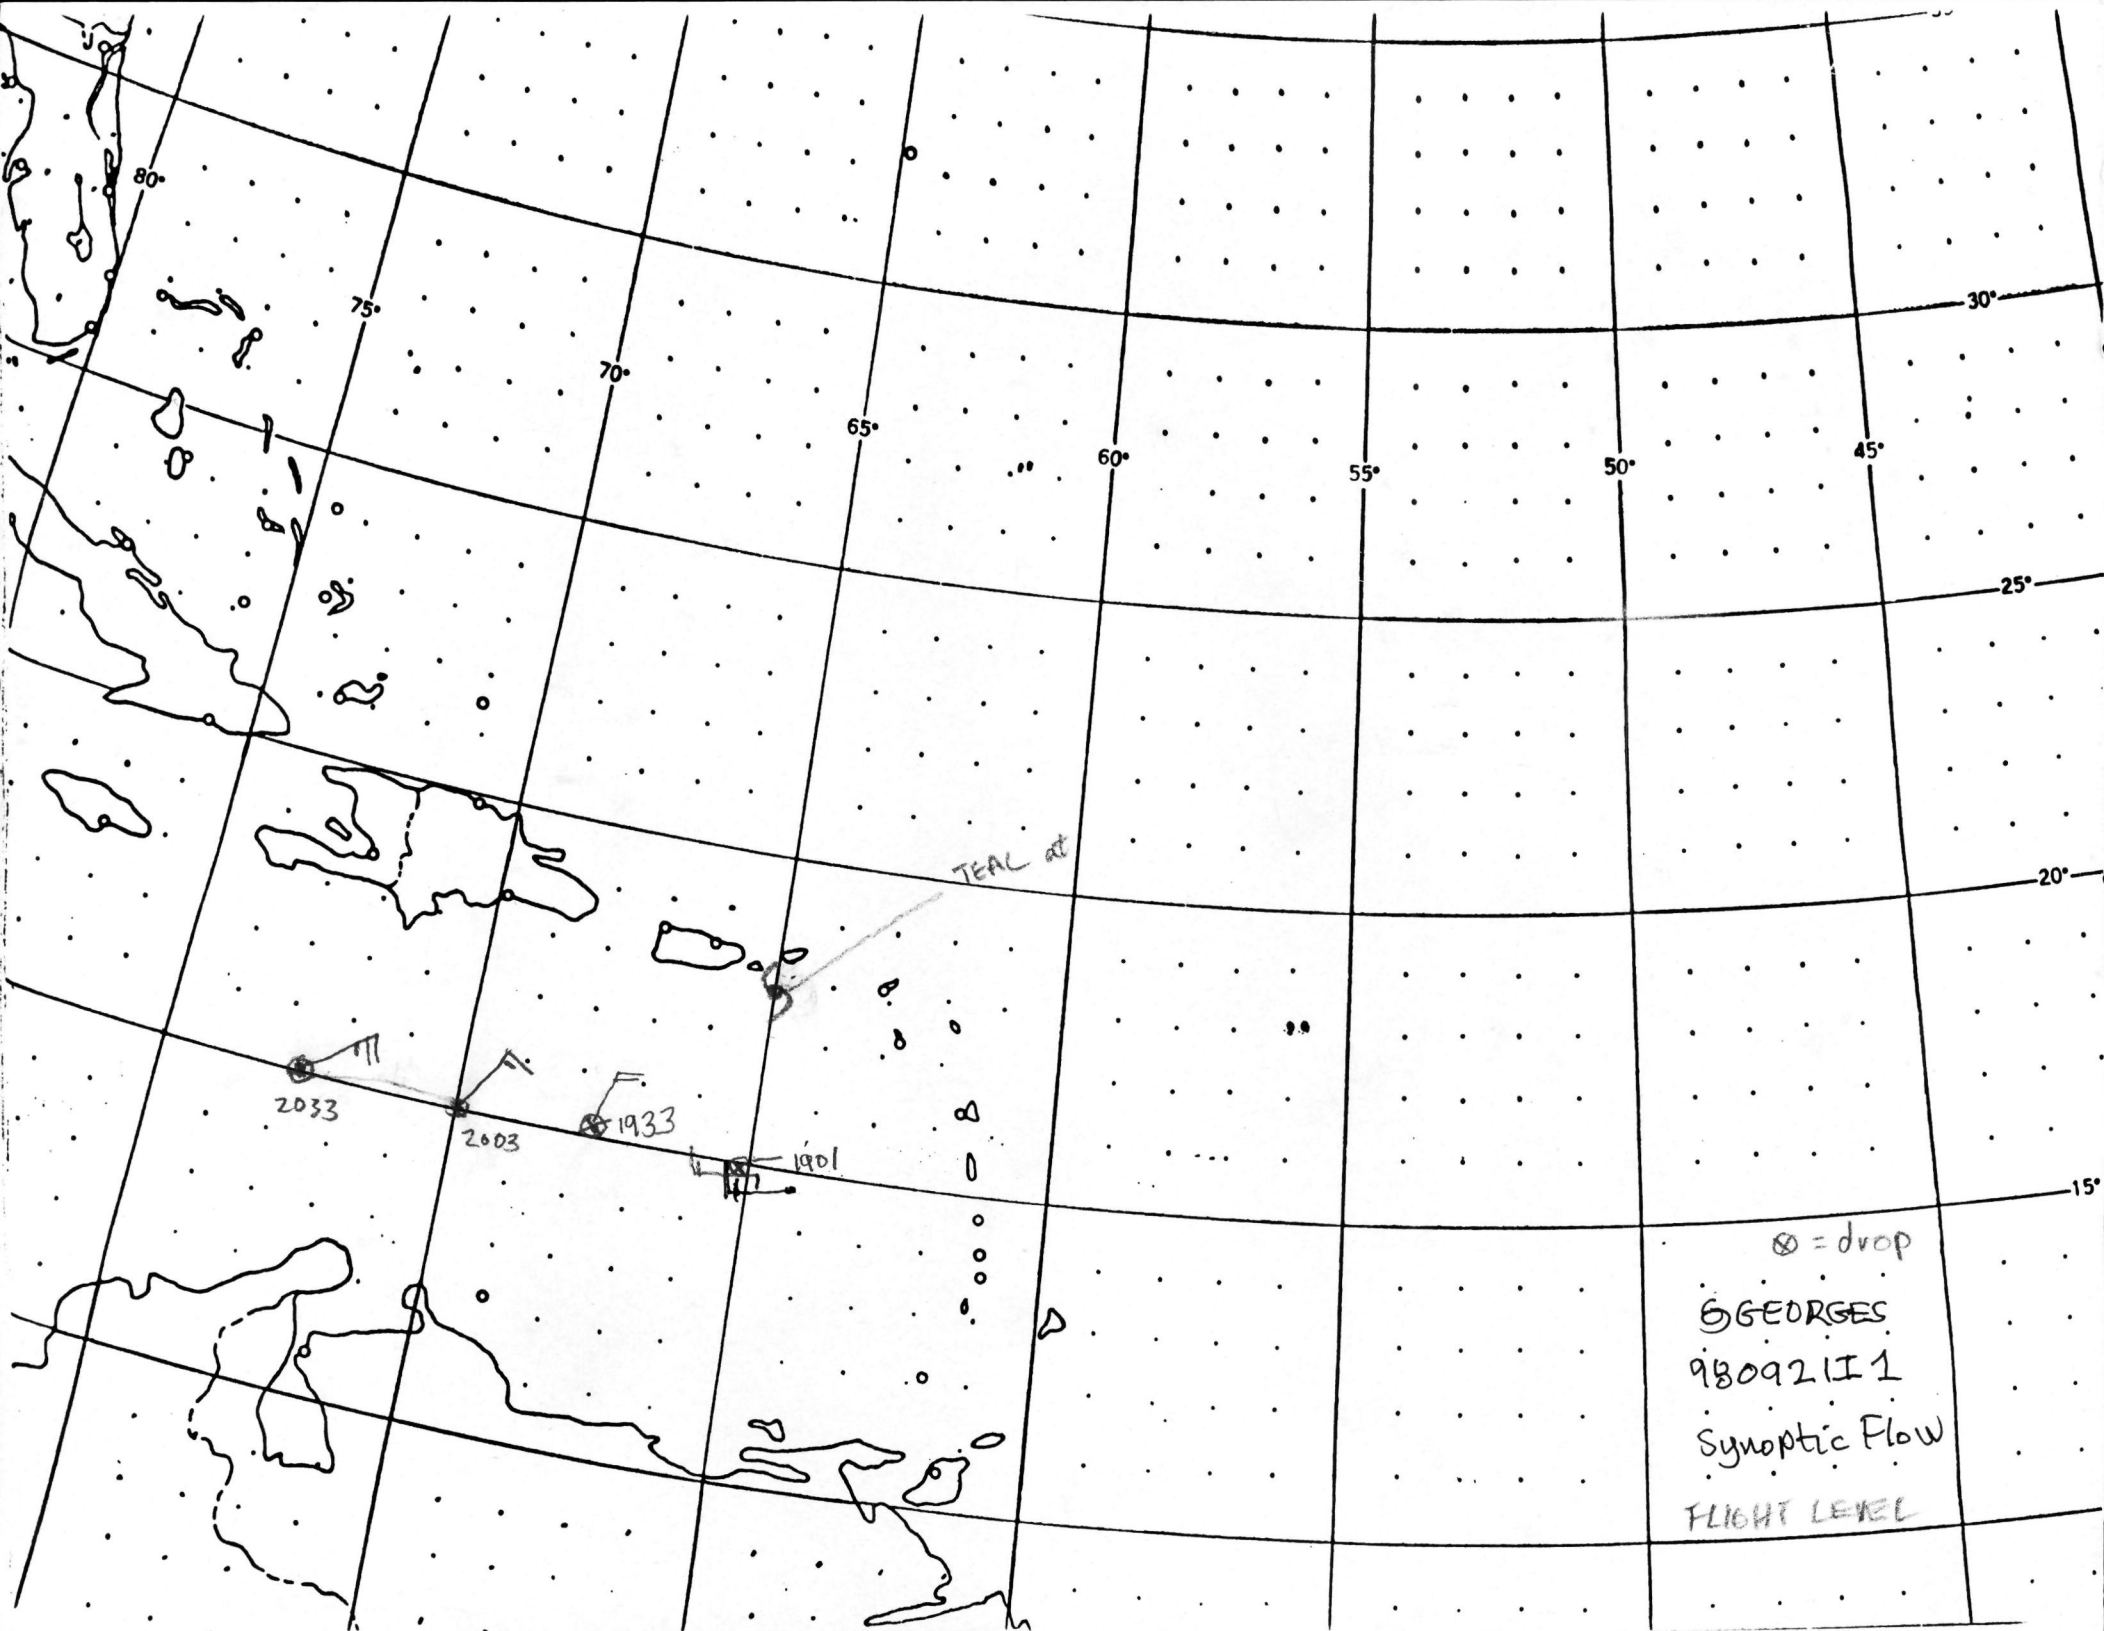 80°
75°
30°
70°
65°
60°
55°
50°
45°
25°
TEAL at
20°
2033
2003
1933
1901
15°
⊗ = drop
GEORGES
980921I1
Synoptic Flow
FLIGHT LEVEL